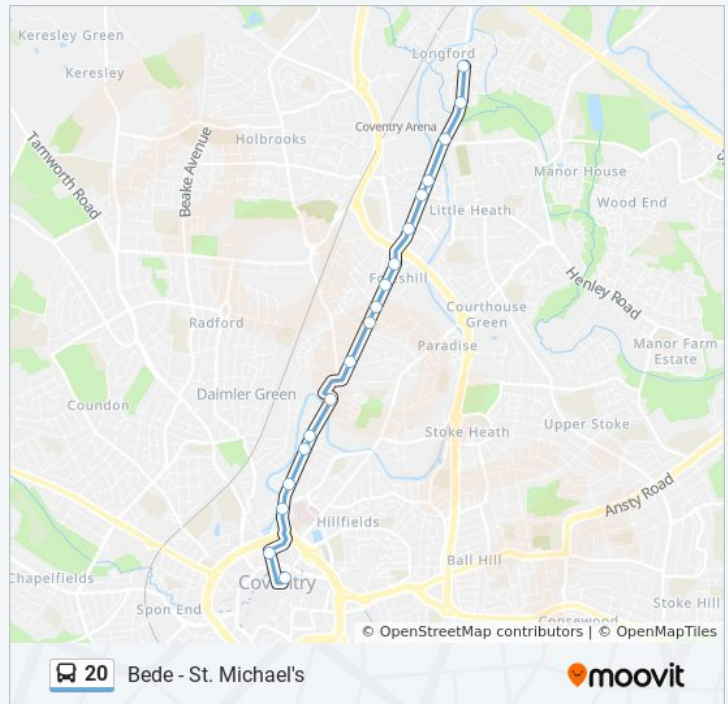 Keresley Green
Longford
Keresley
Holbrooks
Coventry Arena
Tamworth Road
Beake Avenue
Manor House
Wood End
Little Heath
Henley Road
Foleshill
Courthouse
Green
Radford
Paradise
Manor Farm
Estate
Daimler Green
Coundon
Upper Stoke
Stoke Heath
Ansty Road
Hillfields
Ball Hill
Chapelfields
Coventry
Stoke Hill
Spon End
© OpenStreetMap contributors | © OpenMapTiles
20 Bede - St. Michael's
moovit